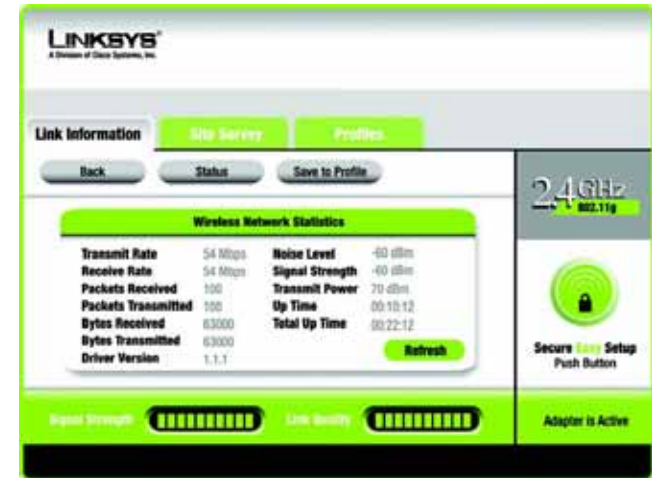 LINKSYS®
A Division of Cisco Systems, Inc.
Link Information Site Survey Profiles
Back Status Save to Profile
2.4 GHz
802.11g
Wireless Network Statistics
Transmit Rate 54 Mbps Noise Level -60 dBm
Receive Rate 54 Mbps Signal Strength -60 dBm
Packets Received 100 Transmit Power 70 dBm
Packets Transmitted 100 Up Time 00:10:12
Bytes Received 63000 Total Up Time 00:22:12
Bytes Transmitted 63000
Driver Version 1.1.1
Refresh
Secure Easy Setup
Push Button
Signal Strength Link Quality Adapter is Active